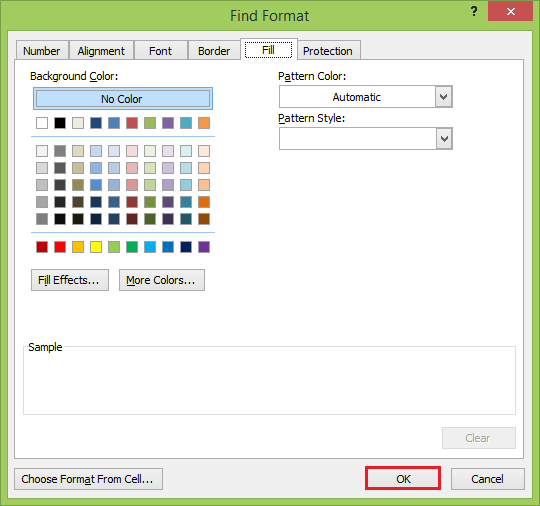 Find Format
?
Number Alignment Font Border Fill Protection
Background Color:
No Color
Pattern Color:
Automatic
Pattern Style:
Fill Effects...
More Colors...
Sample
Clear
Choose Format From Cell...
OK
Cancel